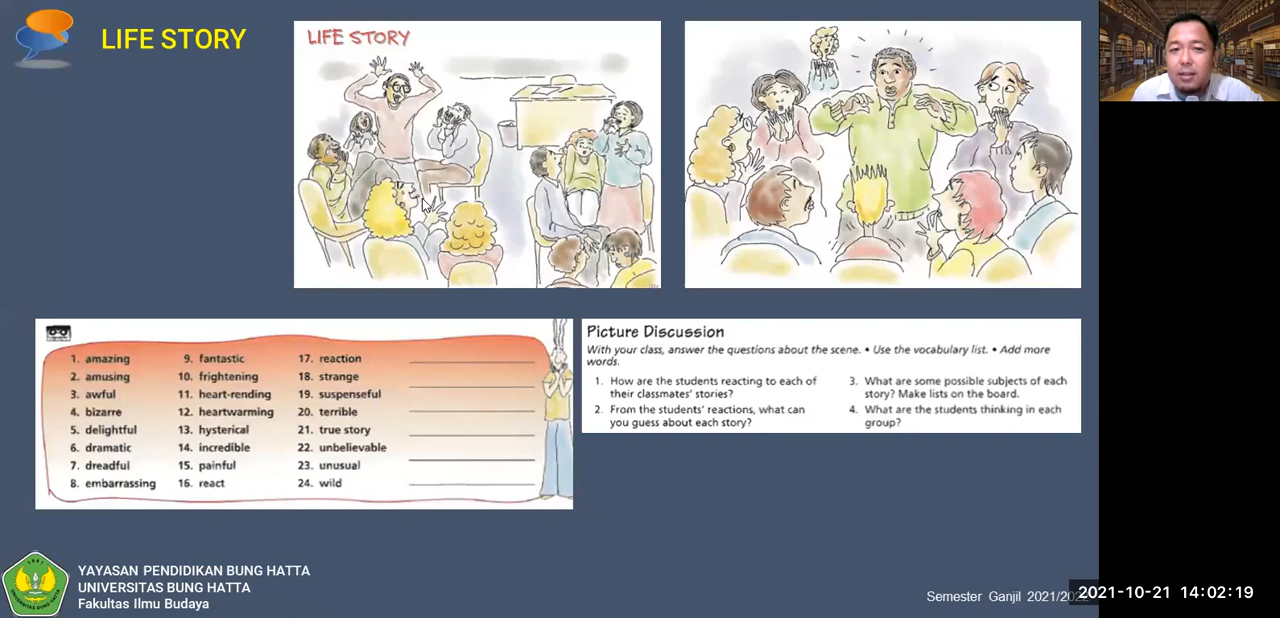 LIFE STORY
LIFE STORY
1. amazing
2. amusing
3. awful
4. bizarre
5. delightful
6. dramatic
7. dreadful
8. embarrassing
9. fantastic
10. frightening
11. heart-rending
12. heartwarming
13. hysterical
14. incredible
15. painful
16. react
17. reaction
18. strange
19. suspenseful
20. terrible
21. true story
22. unbelievable
23. unusual
24. wild
Picture Discussion
With your class, answer the questions about the scene. • Use the vocabulary list. • Add more
words.
1. How are the students reacting to each of
their classmates' stories?
2. From the students' reactions, what can
you guess about each story?
3. What are some possible subjects of each
story? Make lists on the board.
4. What are the students thinking in each
group?
YAYASAN PENDIDIKAN BUNG HATTA
UNIVERSITAS BUNG HATTA
Fakultas Ilmu Budaya
Semester Ganjil 2021/2022
2021-10-21 14:02:19